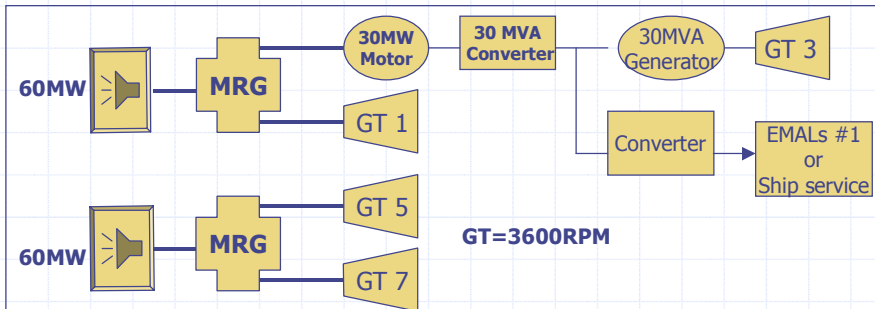 60MW
MRG
30MW
Motor
30 MVA
Converter
30MVA
Generator
GT 3
GT 1
Converter
EMALs #1
or
Ship service
60MW
MRG
GT 5
GT 7
GT=3600RPM